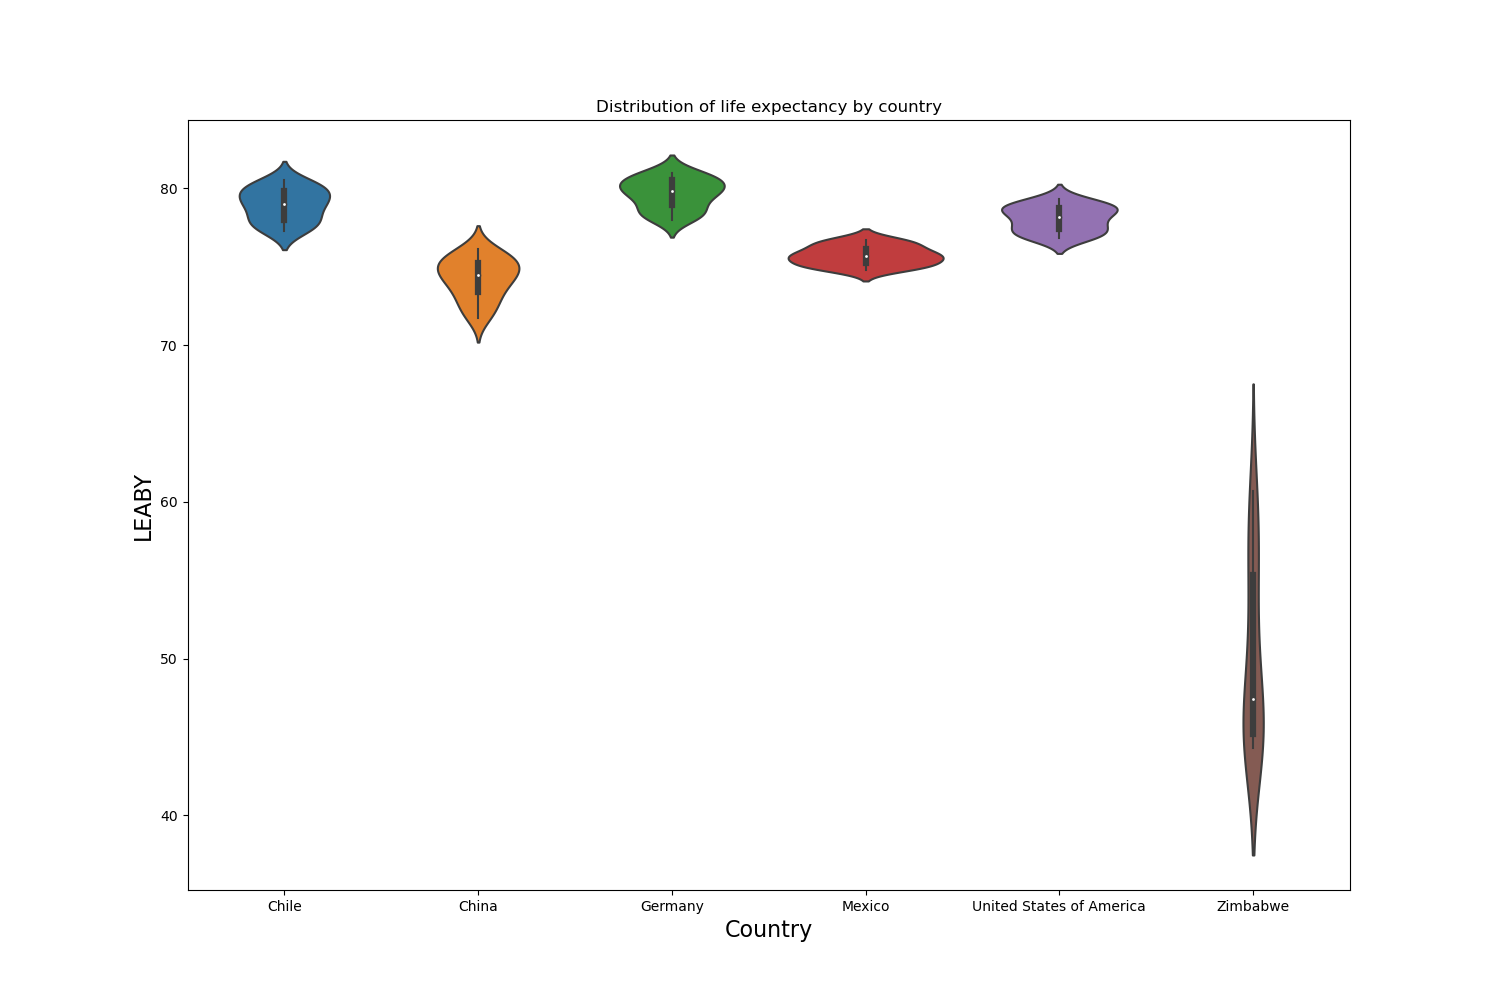 Distribution of life expectancy by country
LEABY
80
70
60
50
40
Chile China Germany Mexico United States of America Zimbabwe
Country